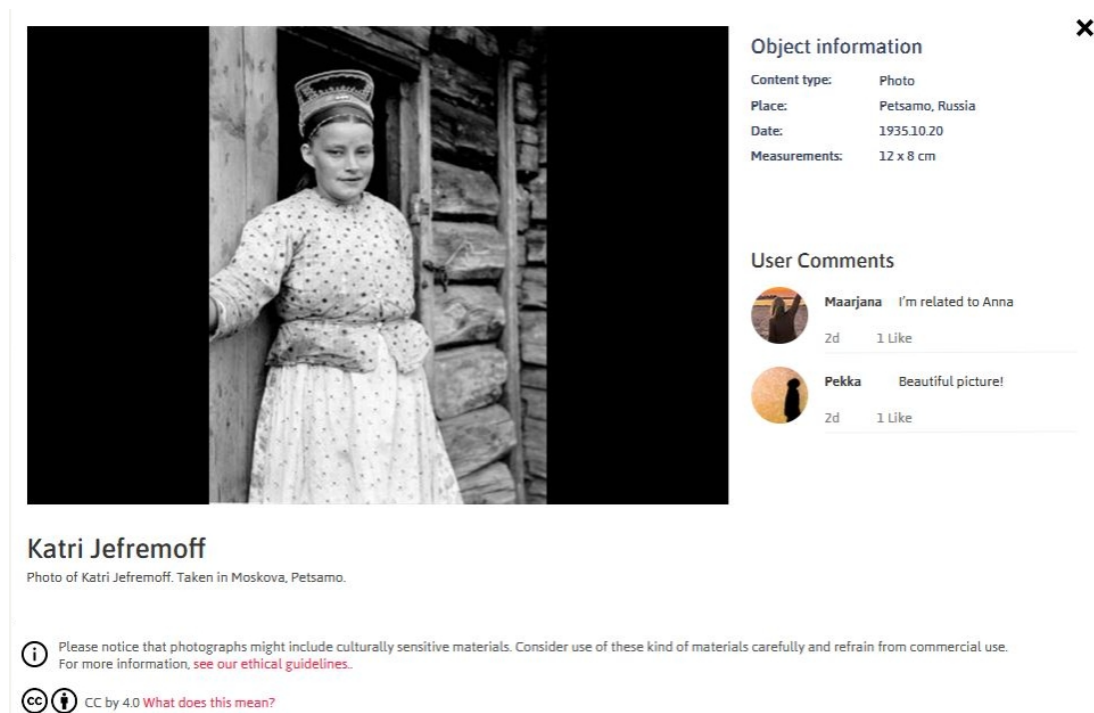 Object information
Content type: Photo
Place: Petsamo, Russia
Date: 1935.10.20
Measurements: 12 x 8 cm
User Comments
Maarjana I'm related to Anna
2d 1 Like
Pekka Beautiful picture!
2d 1 Like
Katri Jefremoff
Photo of Katri Jefremoff. Taken in Moskova, Petsamo.
Please notice that photographs might include culturally sensitive materials. Consider use of these kind of materials carefully and refrain from commercial use.
For more information, see our ethical guidelines..
CC by 4.0 What does this mean?